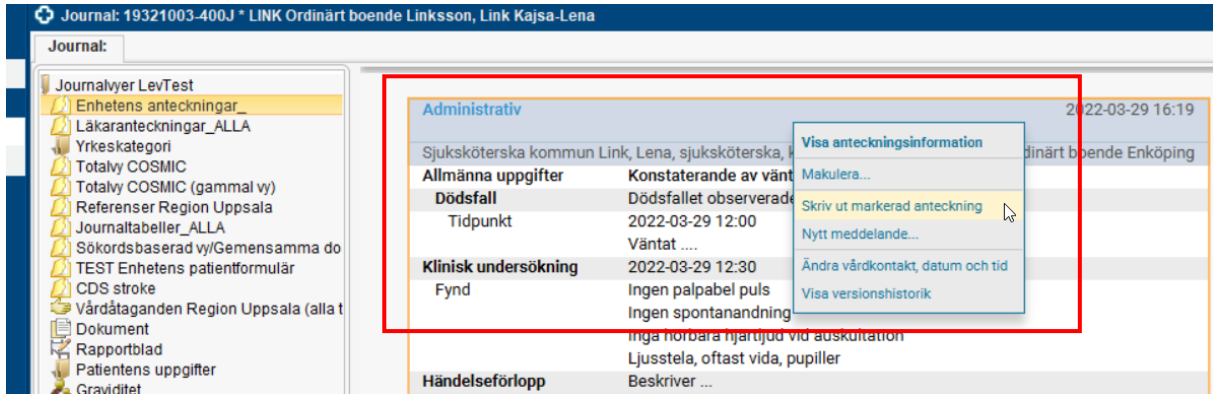 Journal: 19321003-400J * LINK Ordinärt boende Linksson, Link Kajsa-Lena
Journal:
Journalvyer LevTest
Enhetens anteckningar_
Läkaranteckningar_ALLA
Yrkeskategori
Totalvy COSMIC
Totalvy COSMIC (gammal vy)
Referenser Region Uppsala
Journaltabeller_ALLA
Sökordsbaserad vy/Gemensamma do
TEST Enhetens patientformulär
CDS stroke
Vårdåtaganden Region Uppsala (alla t
Dokument
Rapportblad
Patientens uppgifter
Graviditet
Administrativ 2022-03-29 16:19
Sjuksköterska kommun Link, Lena, sjuksköterska, k dinärt boende Enköping
Allmänna uppgifter Konstaterande av vänt
Dödsfall Dödsfallet observerade
Tidpunkt 2022-03-29 12:00
Väntat ....
Klinisk undersökning 2022-03-29 12:30
Fynd Ingen palpabel puls
Ingen spontanandning
Inga hörbara hjärtljud vid auskultation
Ljusstela, oftast vida, pupiller
Händelseförlopp Beskriver ...
Visa anteckningsinformation
Makulera...
Skriv ut markerad anteckning
Nytt meddelande...
Ändra vårdkontakt, datum och tid
Visa versionshistorik